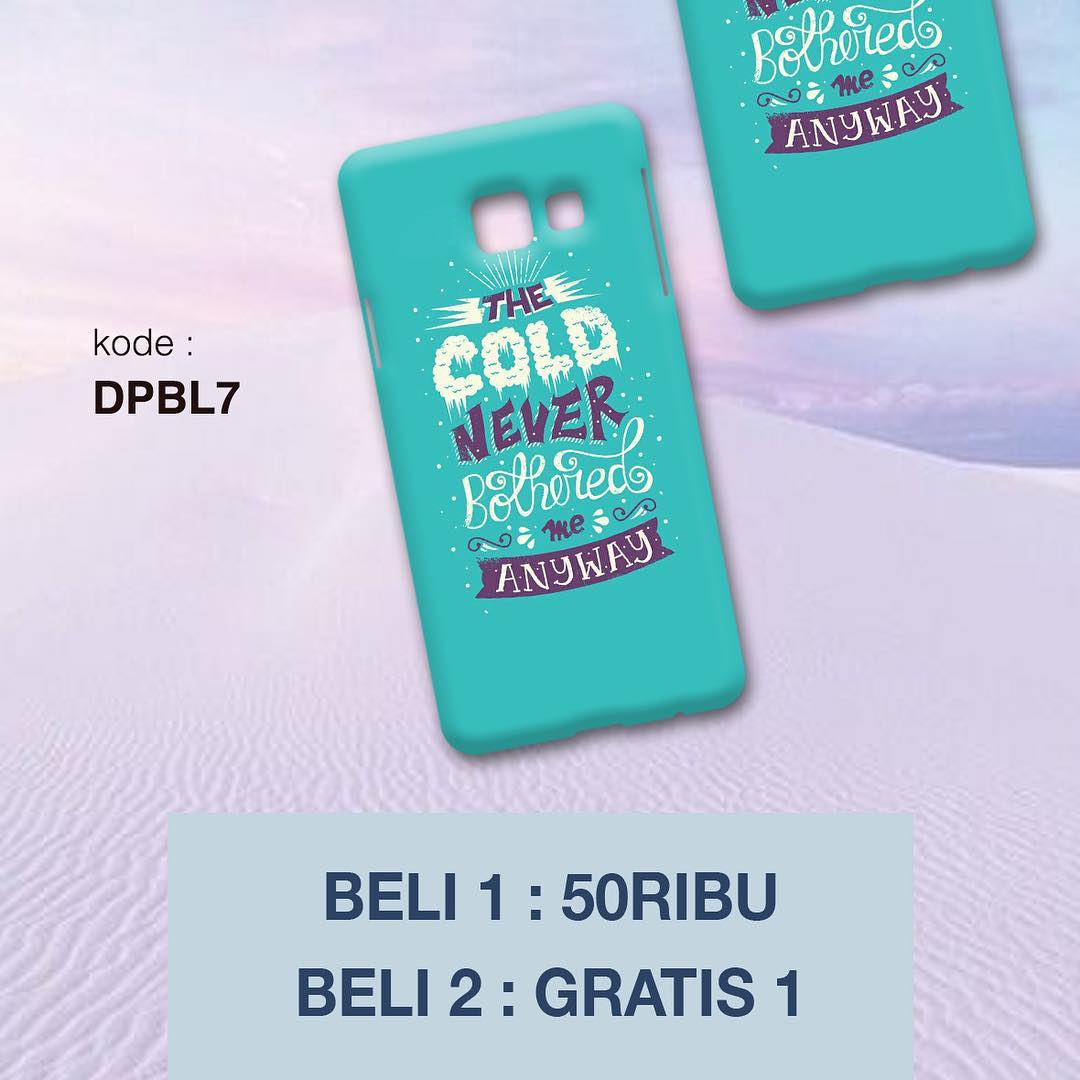 Bothered
me
ANYWAY
THE
COLD
NEVER
Bothered
me
ANYWAY
kode :
DPBL7
BELI 1 : 50RIBU
BELI 2 : GRATIS 1